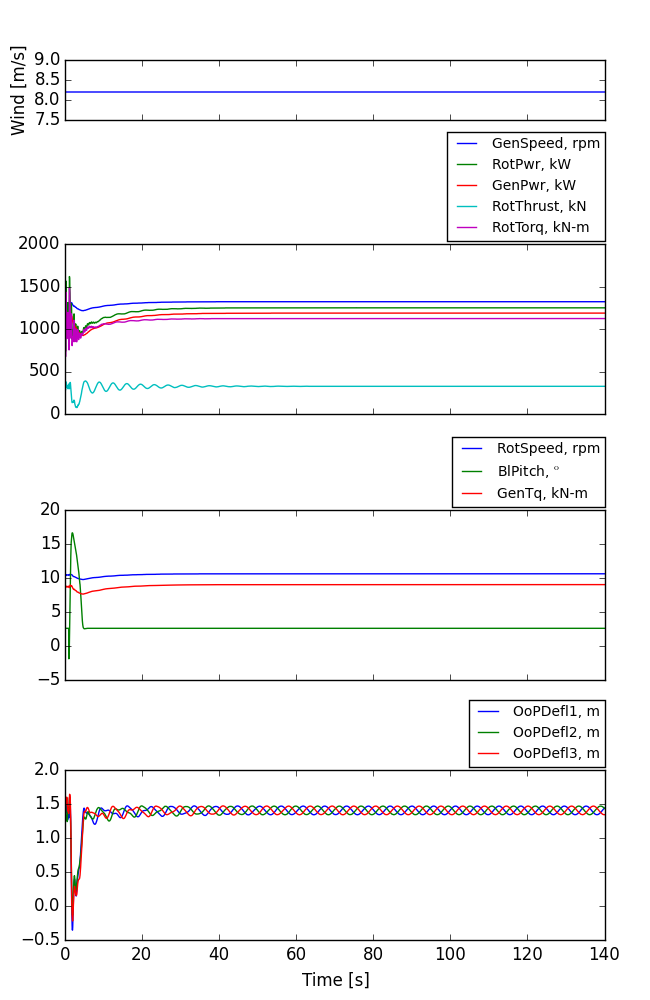 Wind [m/s]
9.0
8.5
8.0
7.5
GenSpeed, rpm
RotPwr, kW
GenPwr, kW
RotThrust, kN
RotTorq, kN-m
2000
1500
1000
500
0
RotSpeed, rpm
BlPitch, °
GenTq, kN-m
20
15
10
5
0
−5
OoPDefl1, m
OoPDefl2, m
OoPDefl3, m
2.0
1.5
1.0
0.5
0.0
−0.5
0 20 40 60 80 100 120 140
Time [s]